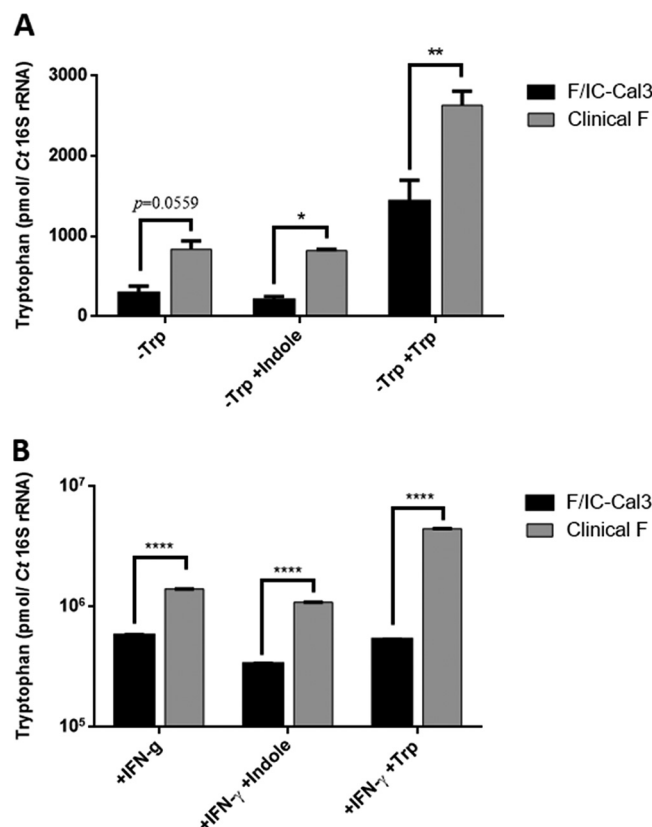 A
Tryptophan (pmol/ Ct 16S rRNA)
3000
2000
1000
0
p=0.0559
*
**
-Trp
-Trp +Indole
-Trp +Trp
F/IC-Cal3
Clinical F
B
Tryptophan (pmol/ Ct 16S rRNA)
10⁷
10⁶
10⁵
****
****
****
+IFN-g
+IFN-γ +Indole
+IFN-γ +Trp
F/IC-Cal3
Clinical F